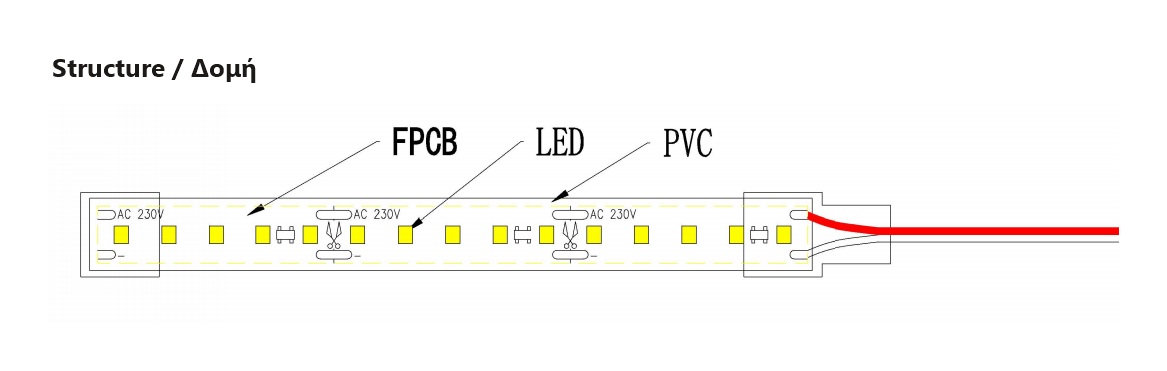 Structure / Δομή
FPCB LED PVC
AC 230V AC 230V AC 230V
- - -